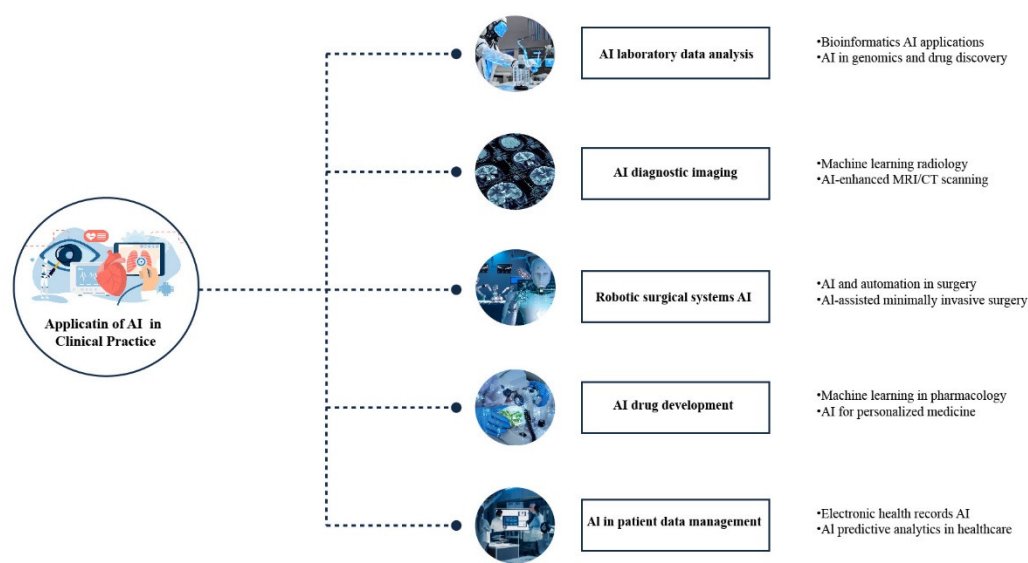 AI laboratory data analysis
•Bioinformatics AI applications
•AI in genomics and drug discovery
AI diagnostic imaging
•Machine learning radiology
•AI-enhanced MRI/CT scanning
Applicatin of AI in
Clinical Practice
Robotic surgical systems AI
•AI and automation in surgery
•AI-assisted minimally invasive surgery
AI drug development
•Machine learning in pharmacology
•AI for personalized medicine
AI in patient data management
•Electronic health records AI
•AI predictive analytics in healthcare